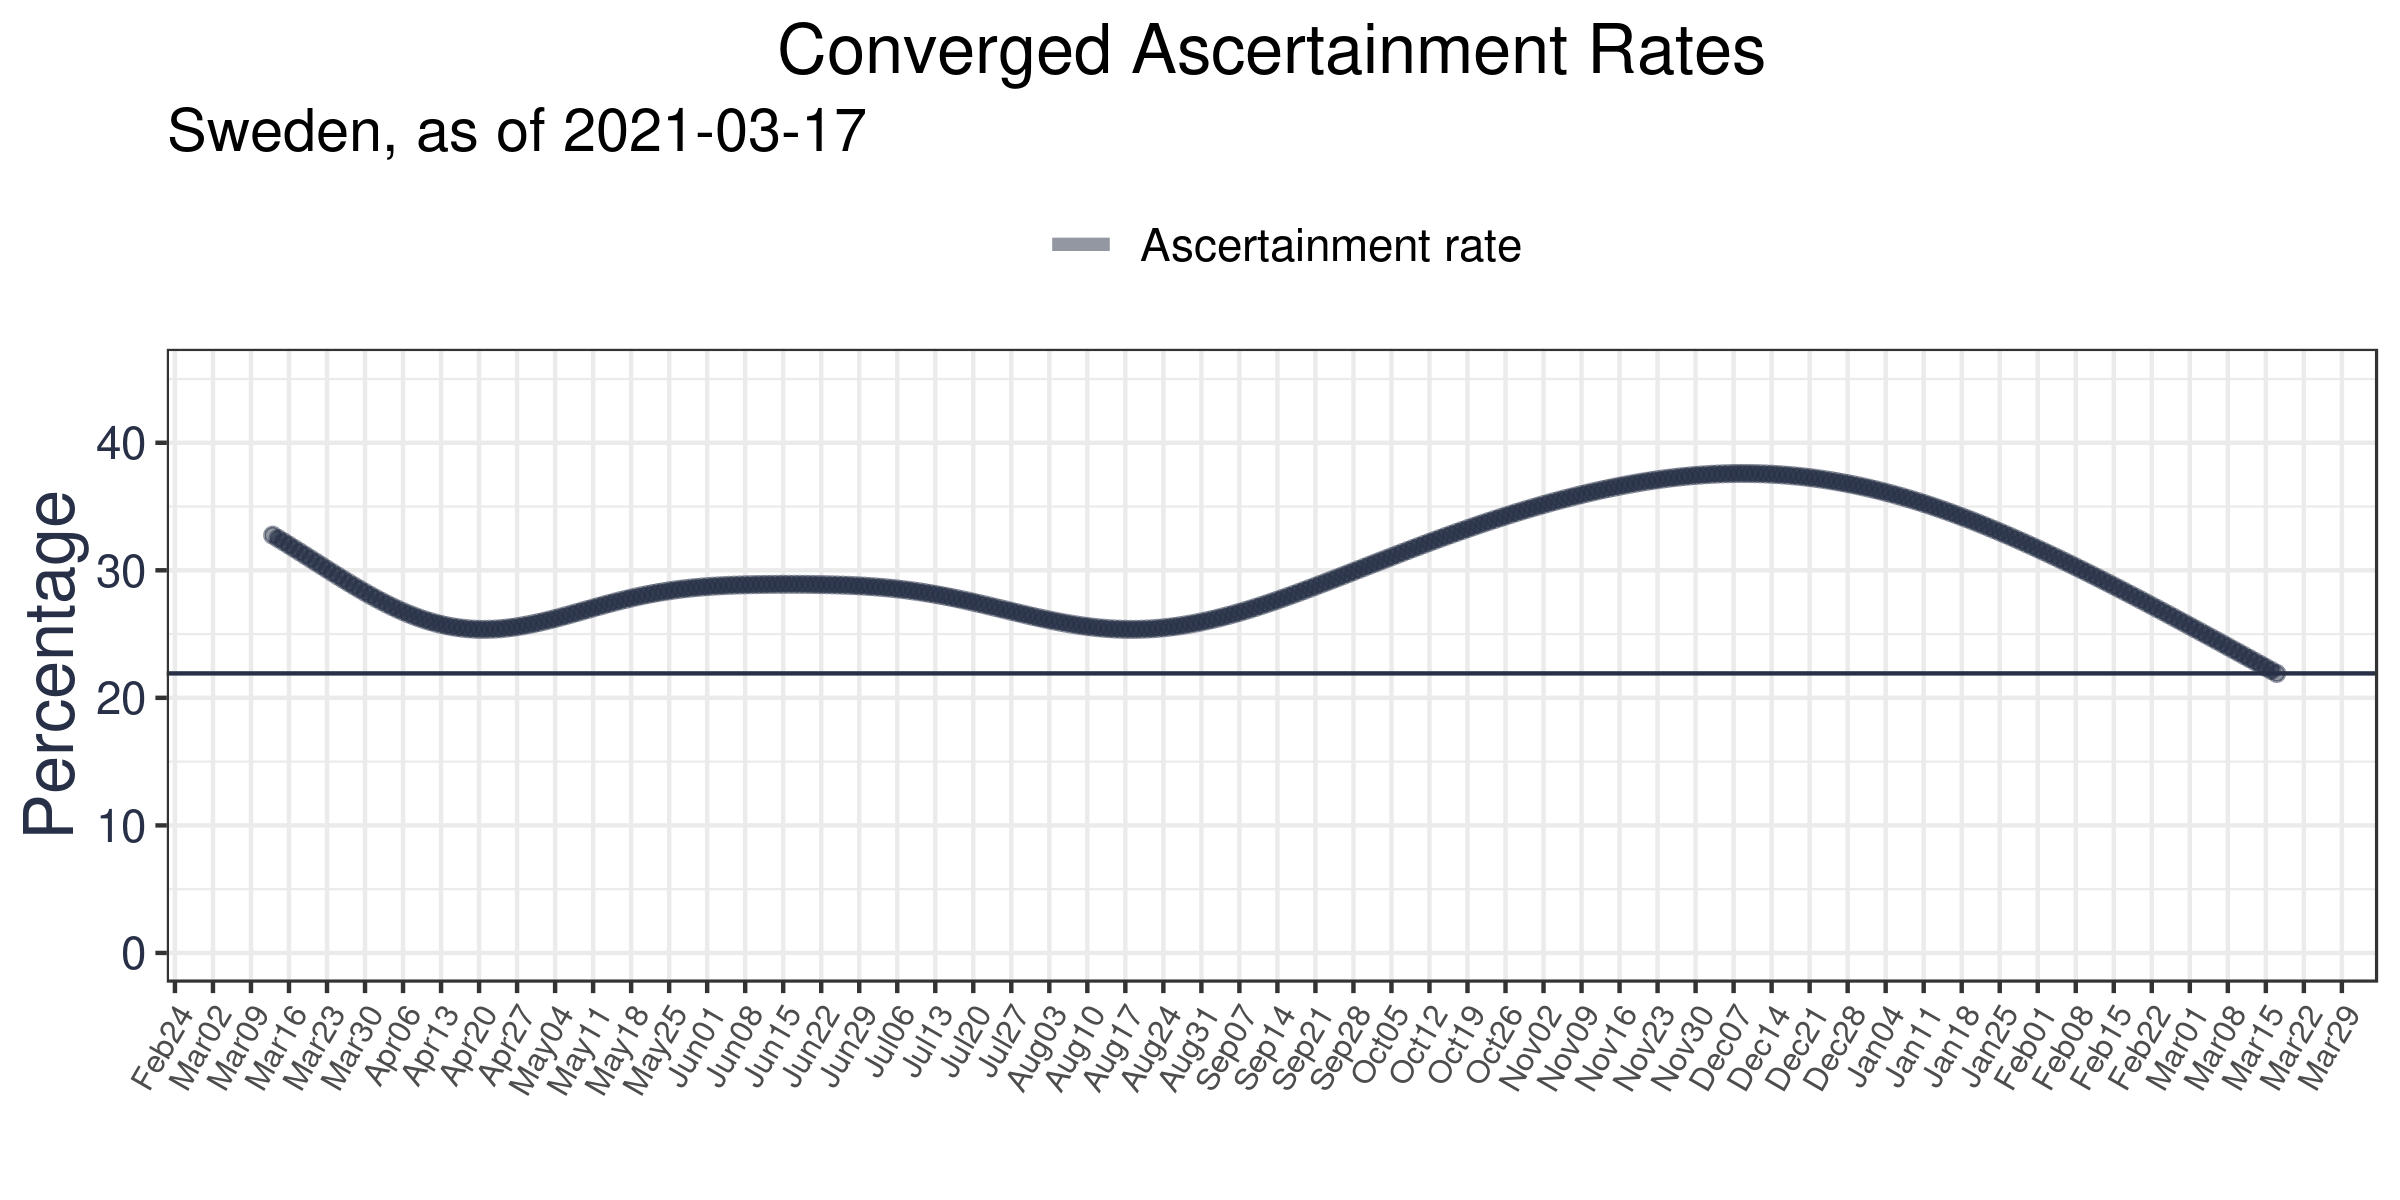 Converged Ascertainment Rates
Sweden, as of 2021-03-17
Ascertainment rate
Percentage
40
30
20
10
0
Feb24 Mar02 Mar09 Mar16 Mar23 Mar30 Apr06 Apr13 Apr20 Apr27 May04 May11 May18 May25 Jun01 Jun08 Jun15 Jun22 Jun29 Jul06 Jul13 Jul20 Jul27 Aug03 Aug10 Aug17 Aug24 Aug31 Sep07 Sep14 Sep21 Sep28 Oct05 Oct12 Oct19 Oct26 Nov02 Nov09 Nov16 Nov23 Nov30 Dec07 Dec14 Dec21 Dec28 Jan04 Jan11 Jan18 Jan25 Feb01 Feb08 Feb15 Feb22 Mar01 Mar08 Mar15 Mar22 Mar29